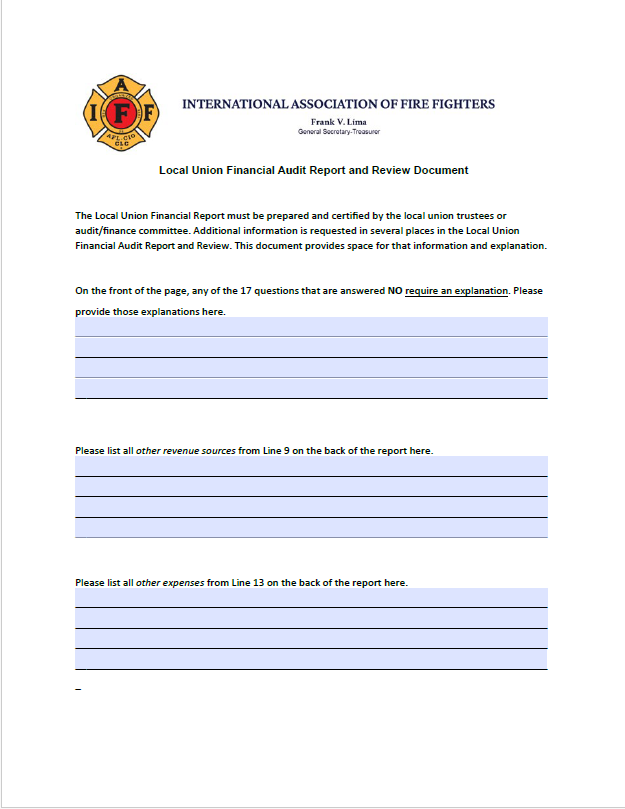 A
I F F
AFL-CIO
CLC
INTERNATIONAL ASSOCIATION OF FIRE FIGHTERS
Frank V. Lima
General Secretary-Treasurer
Local Union Financial Audit Report and Review Document
The Local Union Financial Report must be prepared and certified by the local union trustees or
audit/finance committee. Additional information is requested in several places in the Local Union
Financial Audit Report and Review. This document provides space for that information and explanation.
On the front of the page, any of the 17 questions that are answered NO require an explanation. Please
provide those explanations here.
Please list all other revenue sources from Line 9 on the back of the report here.
Please list all other expenses from Line 13 on the back of the report here.